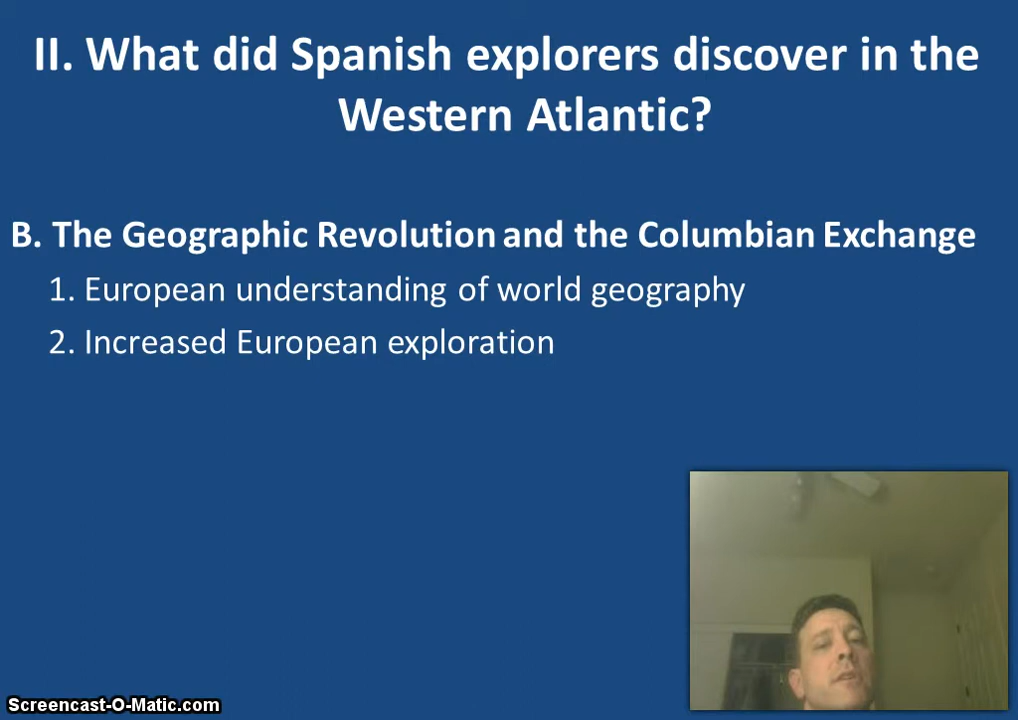 II. What did Spanish explorers discover in the
Western Atlantic?
B. The Geographic Revolution and the Columbian Exchange
1. European understanding of world geography
2. Increased European exploration
Screencast-O-Matic.com